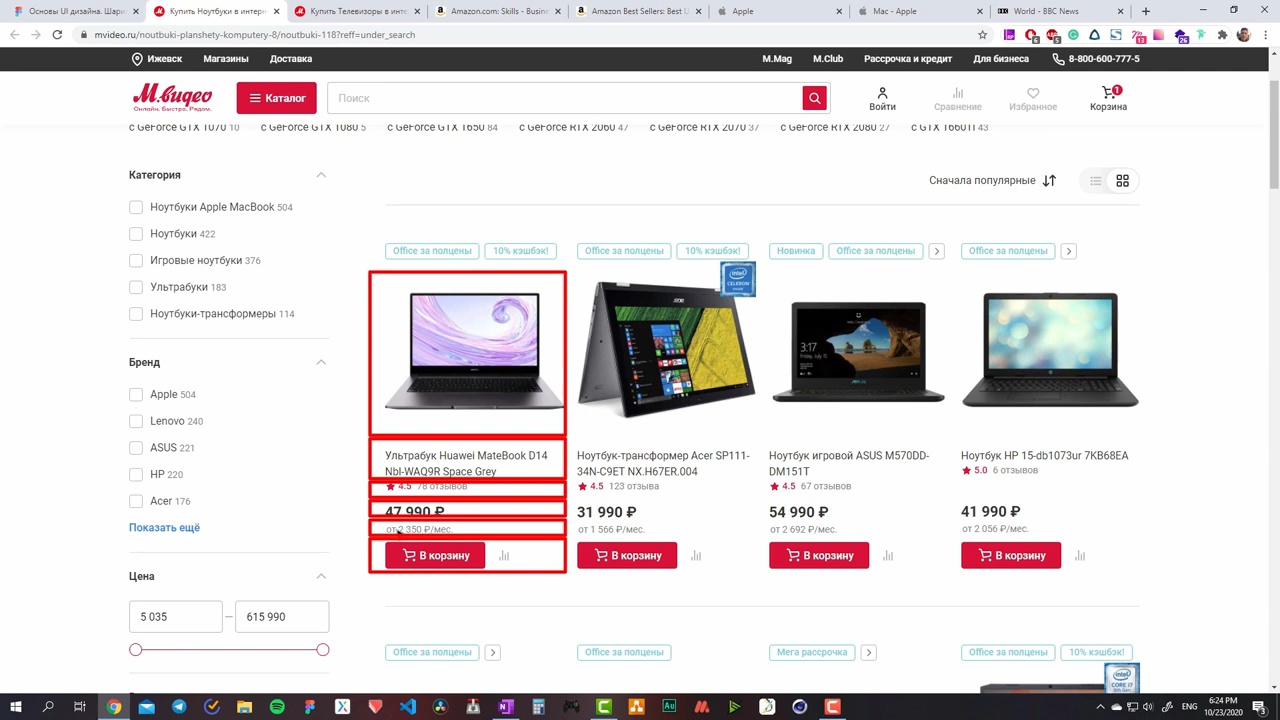 Основы UI дизайна. Шари
Купить Ноутбук
Купить Телевизоры в инте
Amazon.com: Skills - Busines
Amazon Best Sellers: Best D
Apple
Mac - Apple
mvideo.ru/noutbuki-planshety-komputery-8/noutbuki-118?reff=under_search
Ижевск Магазины Доставка M.Mag M.Club Рассрочка и кредит Для бизнеса 8-800-600-777-5
М.видео
Онлайн. Быстро. Рядом.
Каталог
Поиск
Войти
Сравнение
Избранное
1
Корзина
с GeForce GTX 1070 10 с GeForce GTX 1080 5 с GeForce GTX 1650 84 с GeForce RTX 2060 47 с GeForce RTX 2070 37 с GeForce RTX 2080 27 с GTX 1660Ti 43
Категория
Ноутбуки Apple MacBook 504
Ноутбуки 422
Игровые ноутбуки 376
Ультрабуки 183
Ноутбуки-трансформеры 114
Бренд
Apple 504
Lenovo 240
ASUS 221
HP 220
Acer 176
Показать ещё
Цена
5 035 — 615 990
Сначала популярные
Office за полцены 10% кэшбэк!
Ультрабук Huawei MateBook D14
Nbl-WAQ9R Space Grey
4.5 78 отзывов
47 990 ₽
от 2 350 ₽/мес.
В корзину
Office за полцены 10% кэшбэк!
intel
CELERON
Ноутбук-трансформер Acer SP111-
34N-C9ET NX.H67ER.004
4.5 123 отзыва
31 990 ₽
от 1 566 ₽/мес.
В корзину
Новинка Office за полцены
Ноутбук игровой ASUS M570DD-
DM151T
4.5 67 отзывов
54 990 ₽
от 2 692 ₽/мес.
В корзину
Office за полцены
Ноутбук HP 15-db1073ur 7KB68EA
5.0 6 отзывов
41 990 ₽
от 2 056 ₽/мес.
В корзину
Office за полцены
Office за полцены
Мега рассрочка
Office за полцены 10% кэшбэк!
intel
CORE i7
6:24 PM
10/23/2020